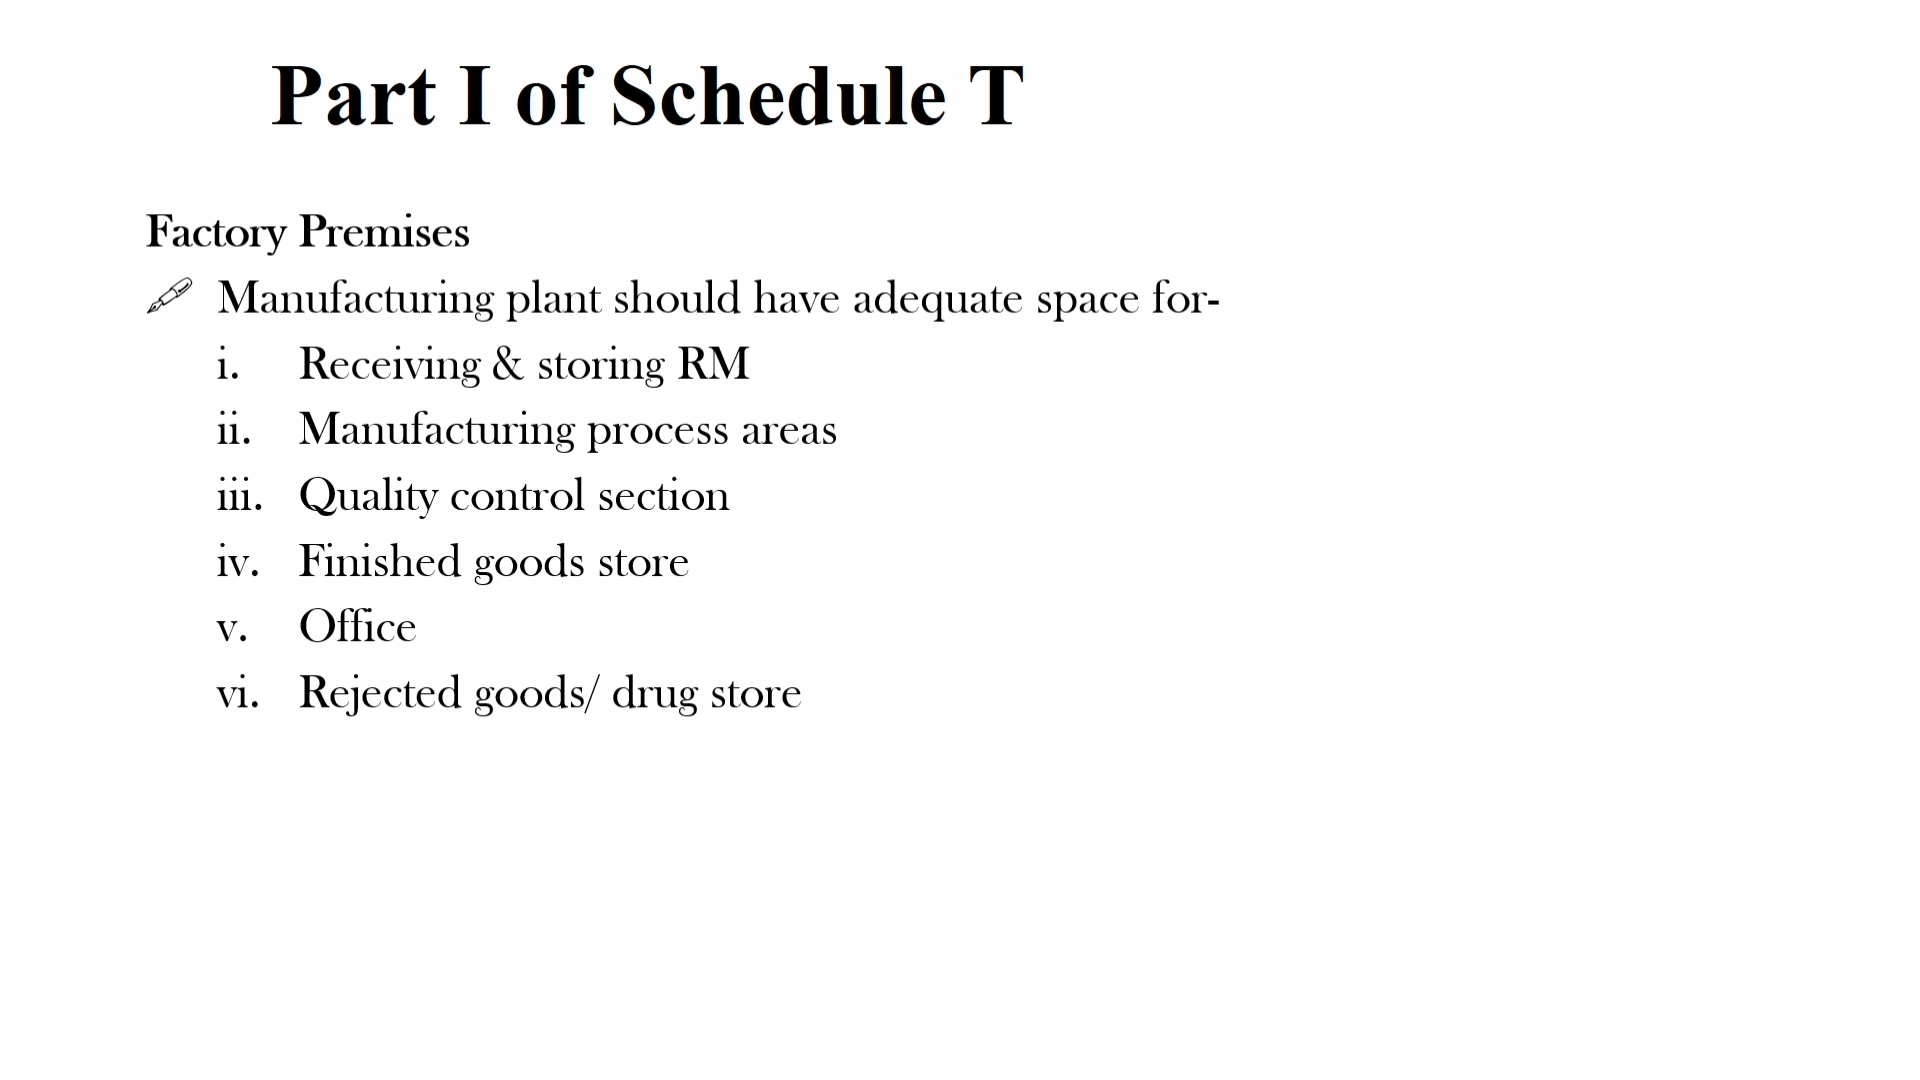 Part I of Schedule T
Factory Premises
Manufacturing plant should have adequate space for-
i. Receiving & storing RM
ii. Manufacturing process areas
iii. Quality control section
iv. Finished goods store
v. Office
vi. Rejected goods/ drug store